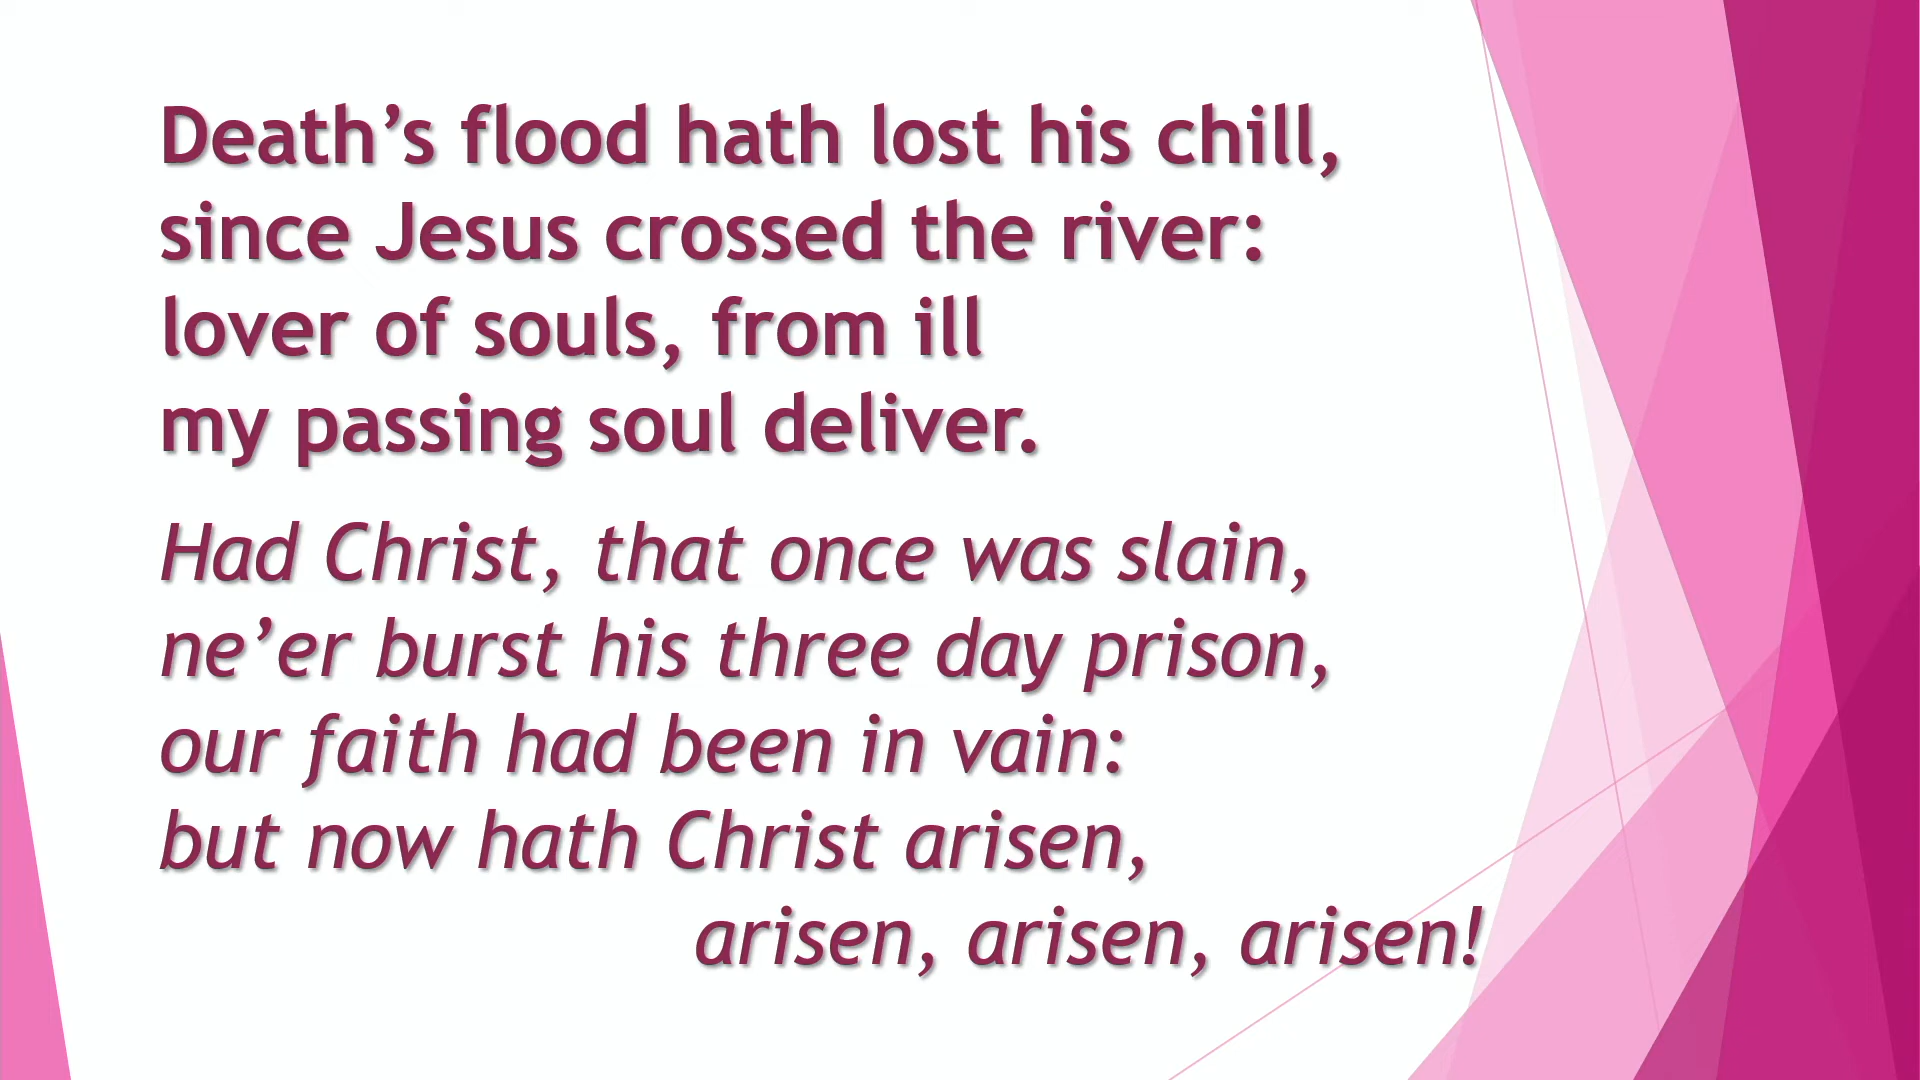 Death’s flood hath lost his chill,
since Jesus crossed the river:
lover of souls, from ill
my passing soul deliver.
Had Christ, that once was slain,
ne’er burst his three day prison,
our faith had been in vain:
but now hath Christ arisen,
arisen, arisen, arisen!